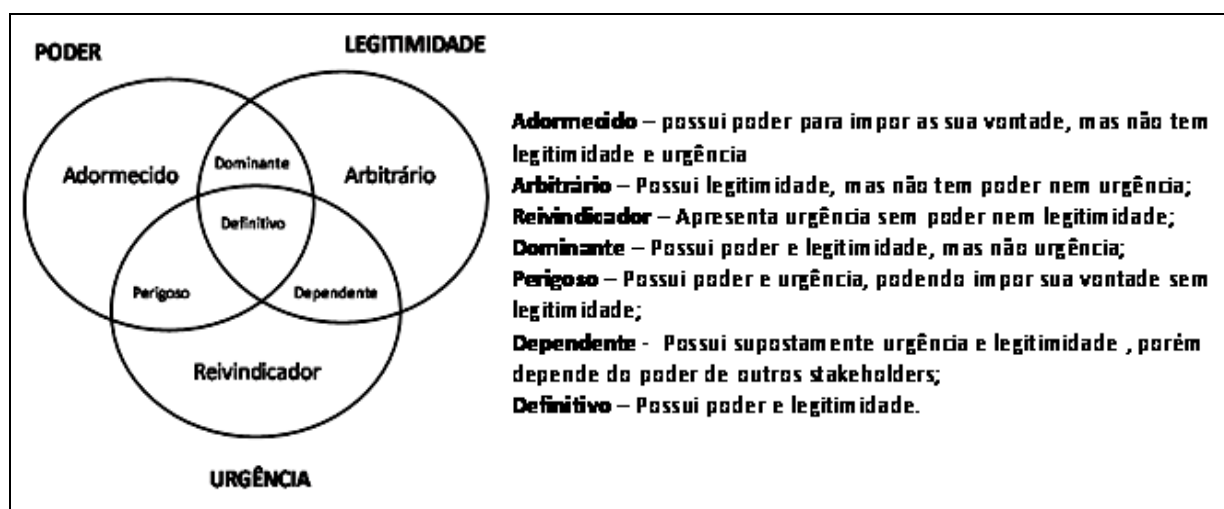 PODER
LEGITIMIDADE
Adormecido
Dominante
Arbitrário
Definitivo
Perigoso
Dependente
Reivindicador
URGÊNCIA
Adormecido – possui poder para impor as sua vontade, mas não tem
legitimidade e urgência
Arbitrário – Possui legitimidade, mas não tem poder nem urgência;
Reivindicador – Apresenta urgência sem poder nem legitimidade;
Dominante – Possui poder e legitimidade, mas não urgência;
Perigoso – Possui poder e urgência, podendo impor sua vontade sem
legitimidade;
Dependente - Possui supostamente urgência e legitimidade , porém
depende do poder de outros stakeholders;
Definitivo – Possui poder e legitimidade.